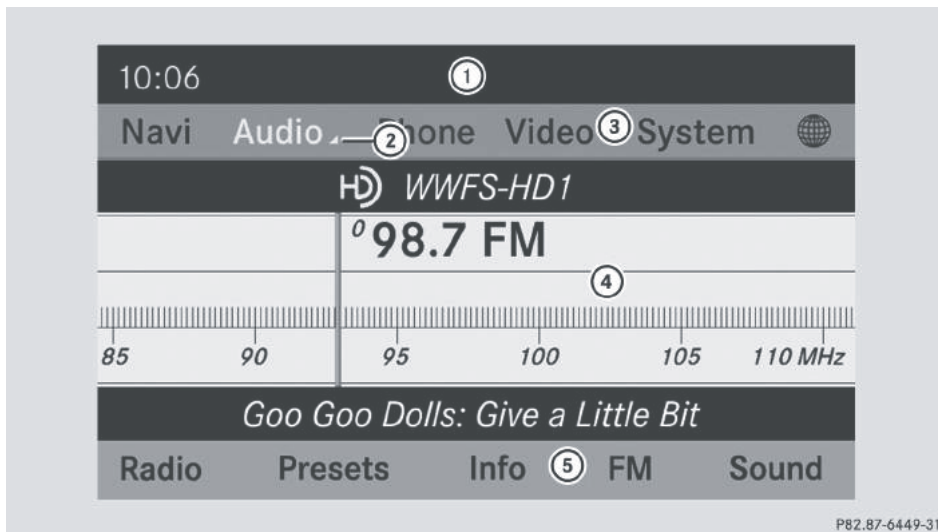 10:06 1
Navi Audio 2 Phone Video 3 System
HD WWFS-HD1
0 98.7 FM
4
85 90 95 100 105 110 MHz
Goo Goo Dolls: Give a Little Bit
Radio Presets Info 5 FM Sound
P82.87-6449-31